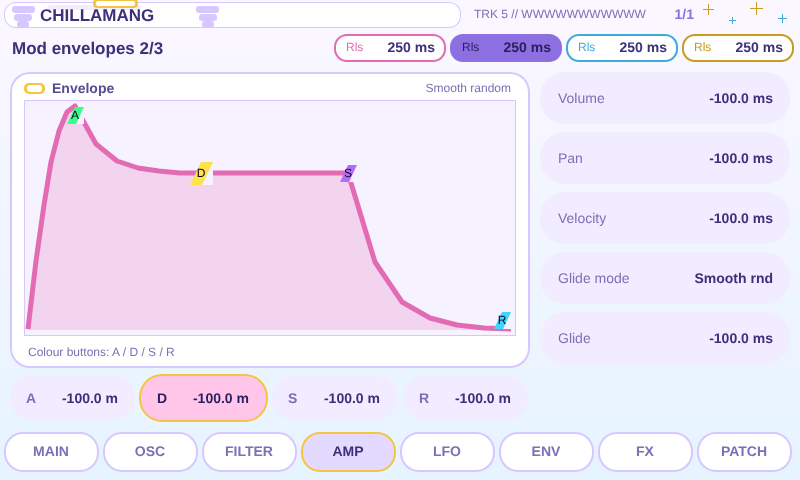 CHILLAMANG
TRK 5 // WWWWWWWWWWW 1/1
Mod envelopes 2/3
Rls 250 ms
Rls 250 ms
Rls 250 ms
Rls 250 ms
Envelope
Smooth random
A
D
S
R
Colour buttons: A / D / S / R
Volume -100.0 ms
Pan -100.0 ms
Velocity -100.0 ms
Glide mode Smooth rnd
Glide -100.0 ms
A -100.0 m
D -100.0 m
S -100.0 m
R -100.0 m
MAIN
OSC
FILTER
AMP
LFO
ENV
FX
PATCH